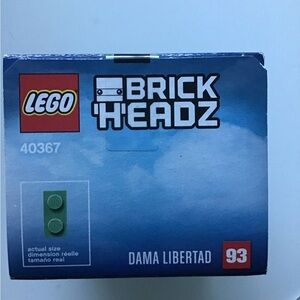 LEGO
BRICK
HEADZ
40367
actual size
dimension réelle
tamaño real
DAMA LIBERTAD
93